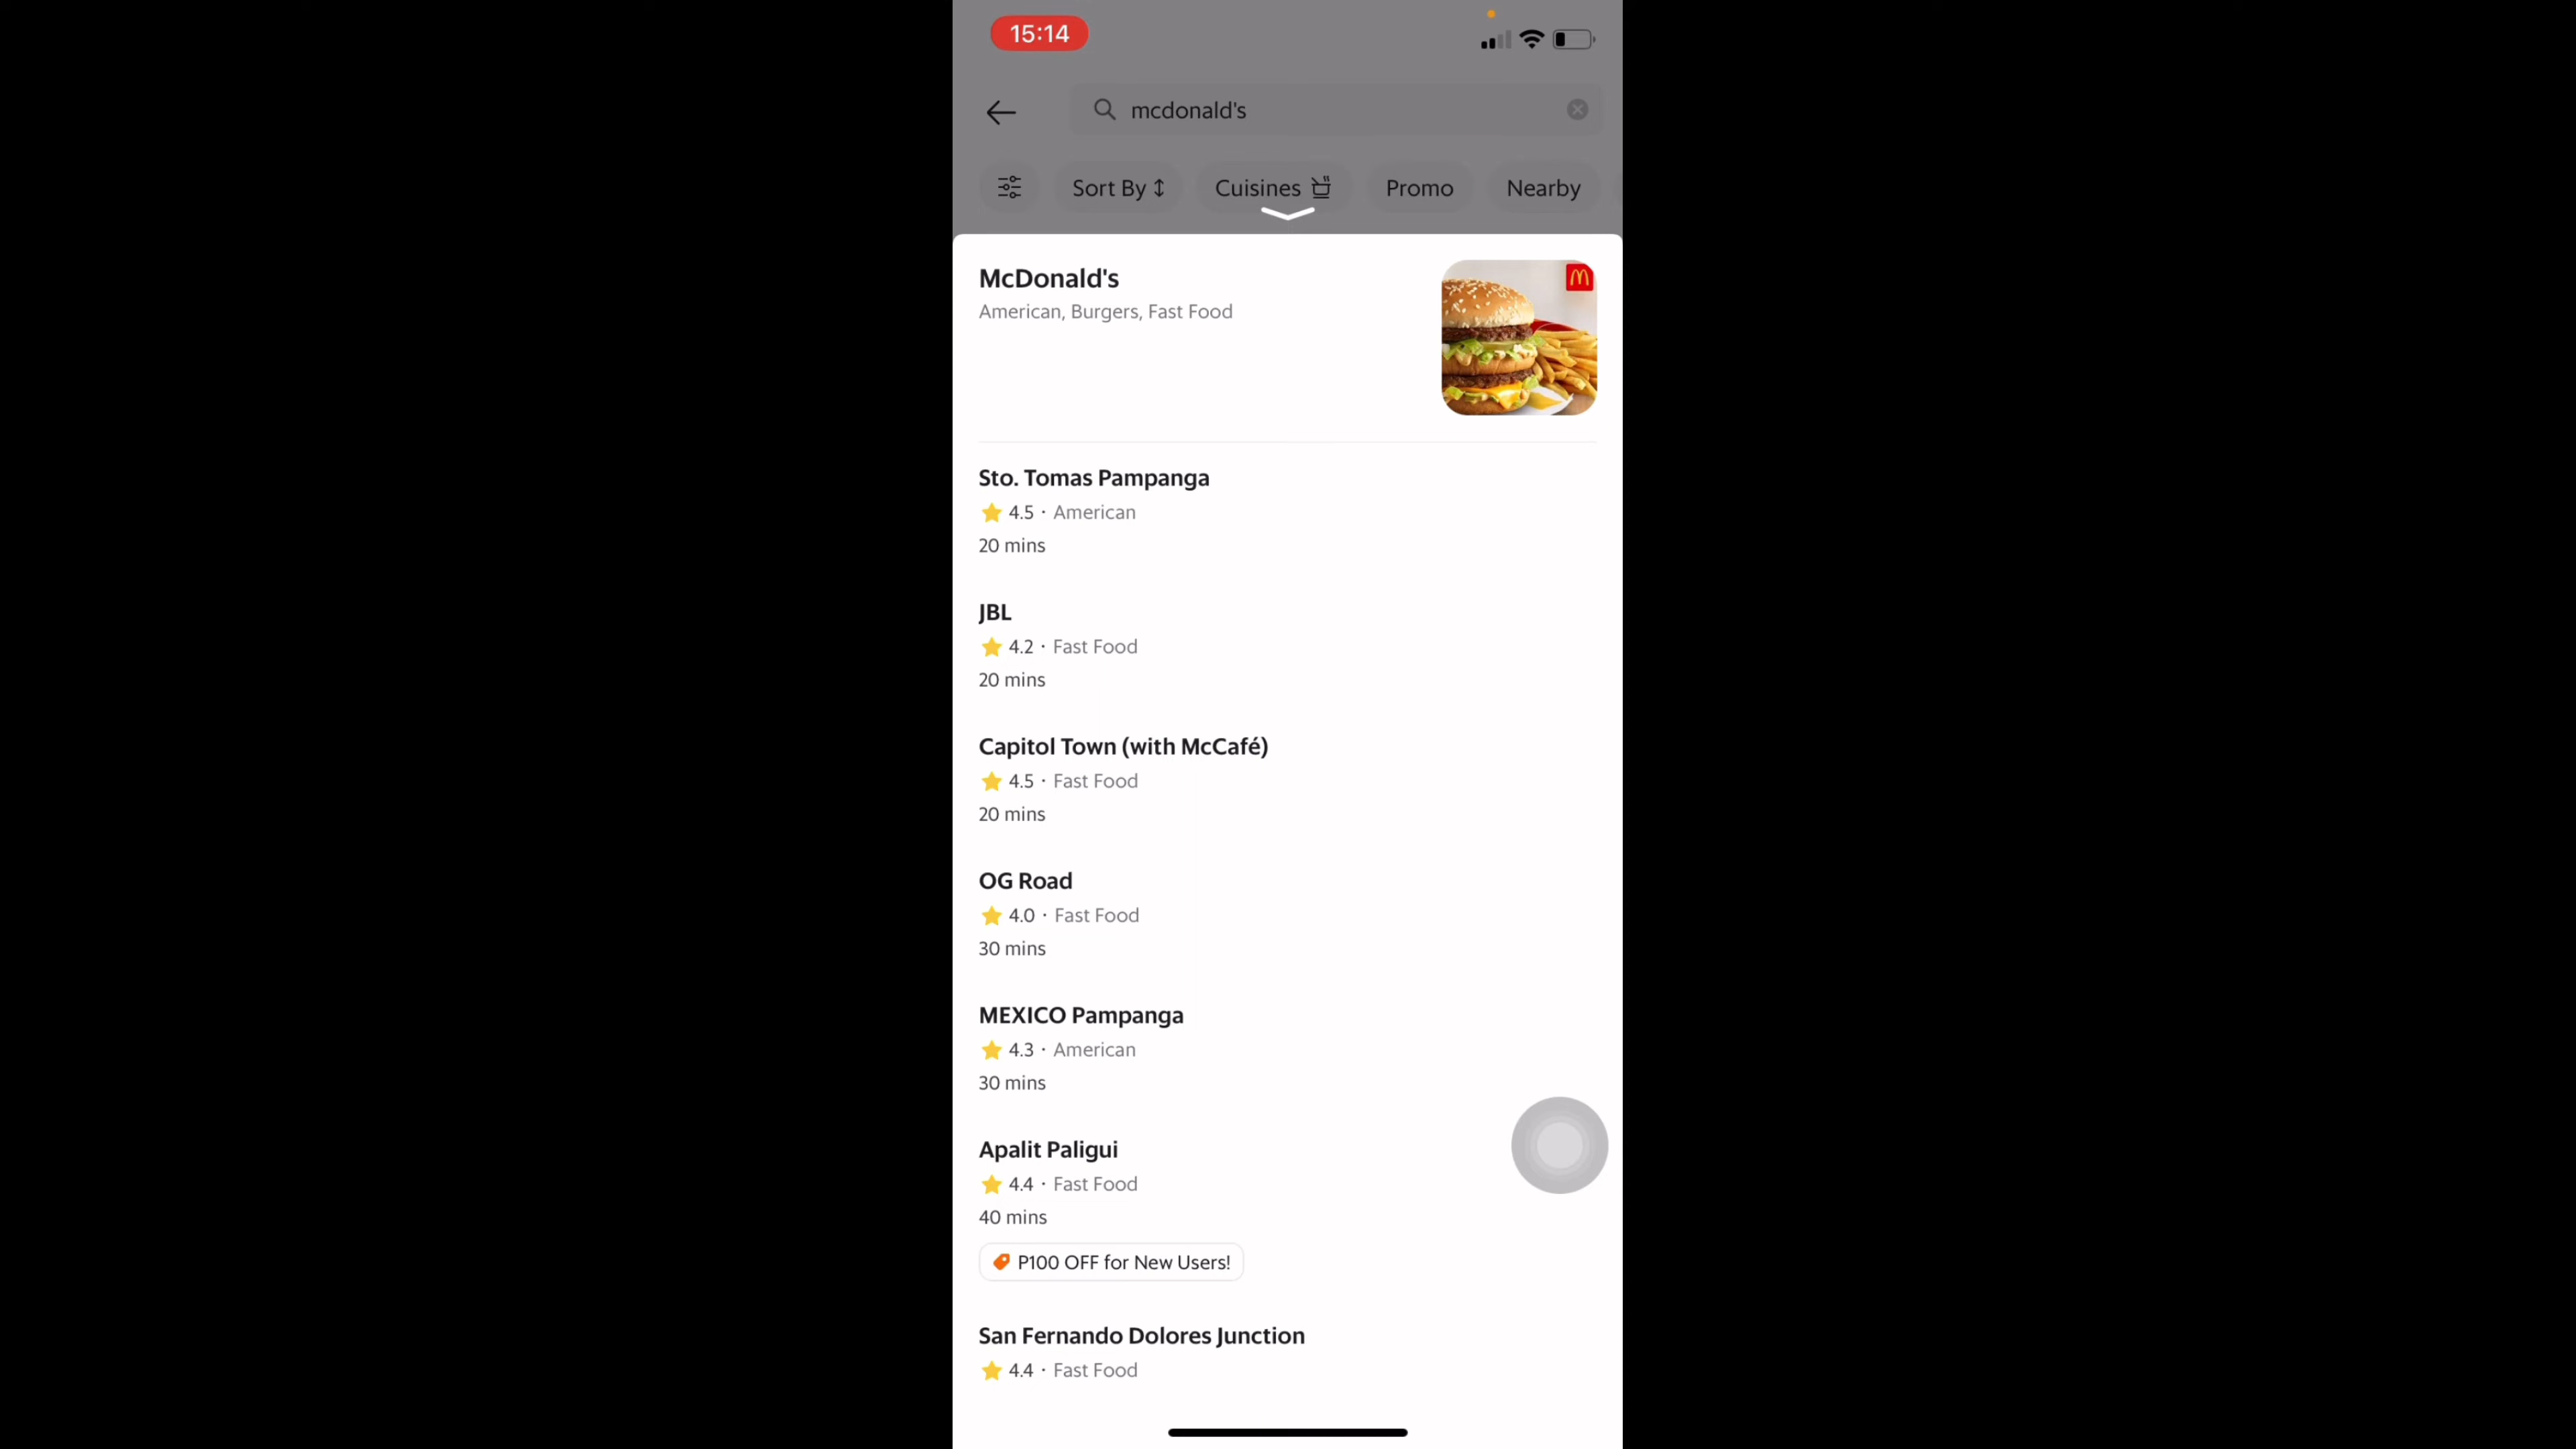 15:14
mcdonald's
Sort By
Cuisines
Promo
Nearby
McDonald's
American, Burgers, Fast Food
Sto. Tomas Pampanga
4.5 · American
20 mins
JBL
4.2 · Fast Food
20 mins
Capitol Town (with McCafé)
4.5 · Fast Food
20 mins
OG Road
4.0 · Fast Food
30 mins
MEXICO Pampanga
4.3 · American
30 mins
Apalit Paligui
4.4 · Fast Food
40 mins
P100 OFF for New Users!
San Fernando Dolores Junction
4.4 · Fast Food